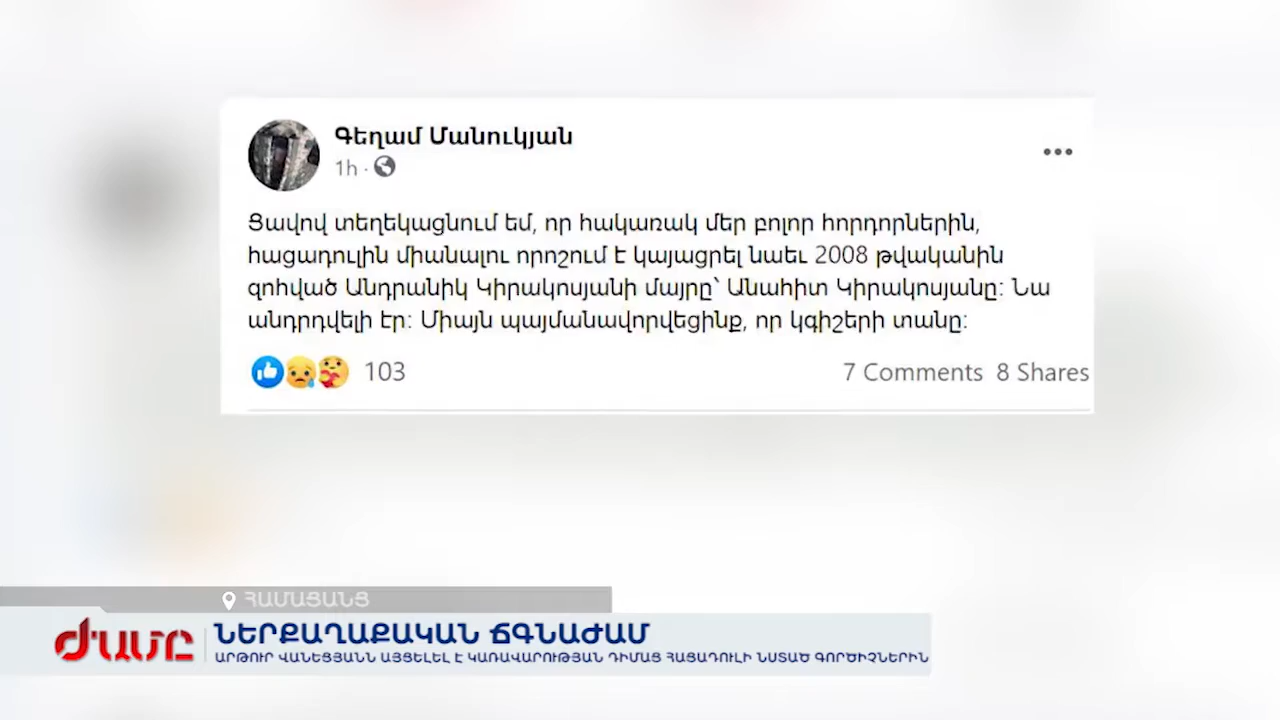 Գեղամ Մանուկյան
1h ·
Ցավով տեղեկացնում եմ, որ հակառակ մեր բոլոր հորդորներին,
հացադուլին միանալու որոշում է կայացրել նաեւ 2008 թվականին
զոհված Անդրանիկ Կիրակոսյանի մայրը՝ Անահիտ Կիրակոսյանը։ Նա
անդրդվելի էր։ Միայն պայմանավորվեցինք, որ կգիշերի տանը։
103
7 Comments 8 Shares
ՀԱՄԱՑԱՆՑ
ԺԱՄԸ
ՆԵՐՔԱՂԱՔԱԿԱՆ ՃԳՆԱԺԱՄ
ԱՐԹՈՒՐ ՎԱՆԵՑՅԱՆՆ ԱՅՑԵԼԵԼ Է ԿԱՌԱՎԱՐՈՒԹՅԱՆ ԴԻՄԱՑ ՀԱՑԱԴՈՒԼԻ ՆՍՏԱԾ ԳՈՐԾԻՉՆԵՐԻՆ